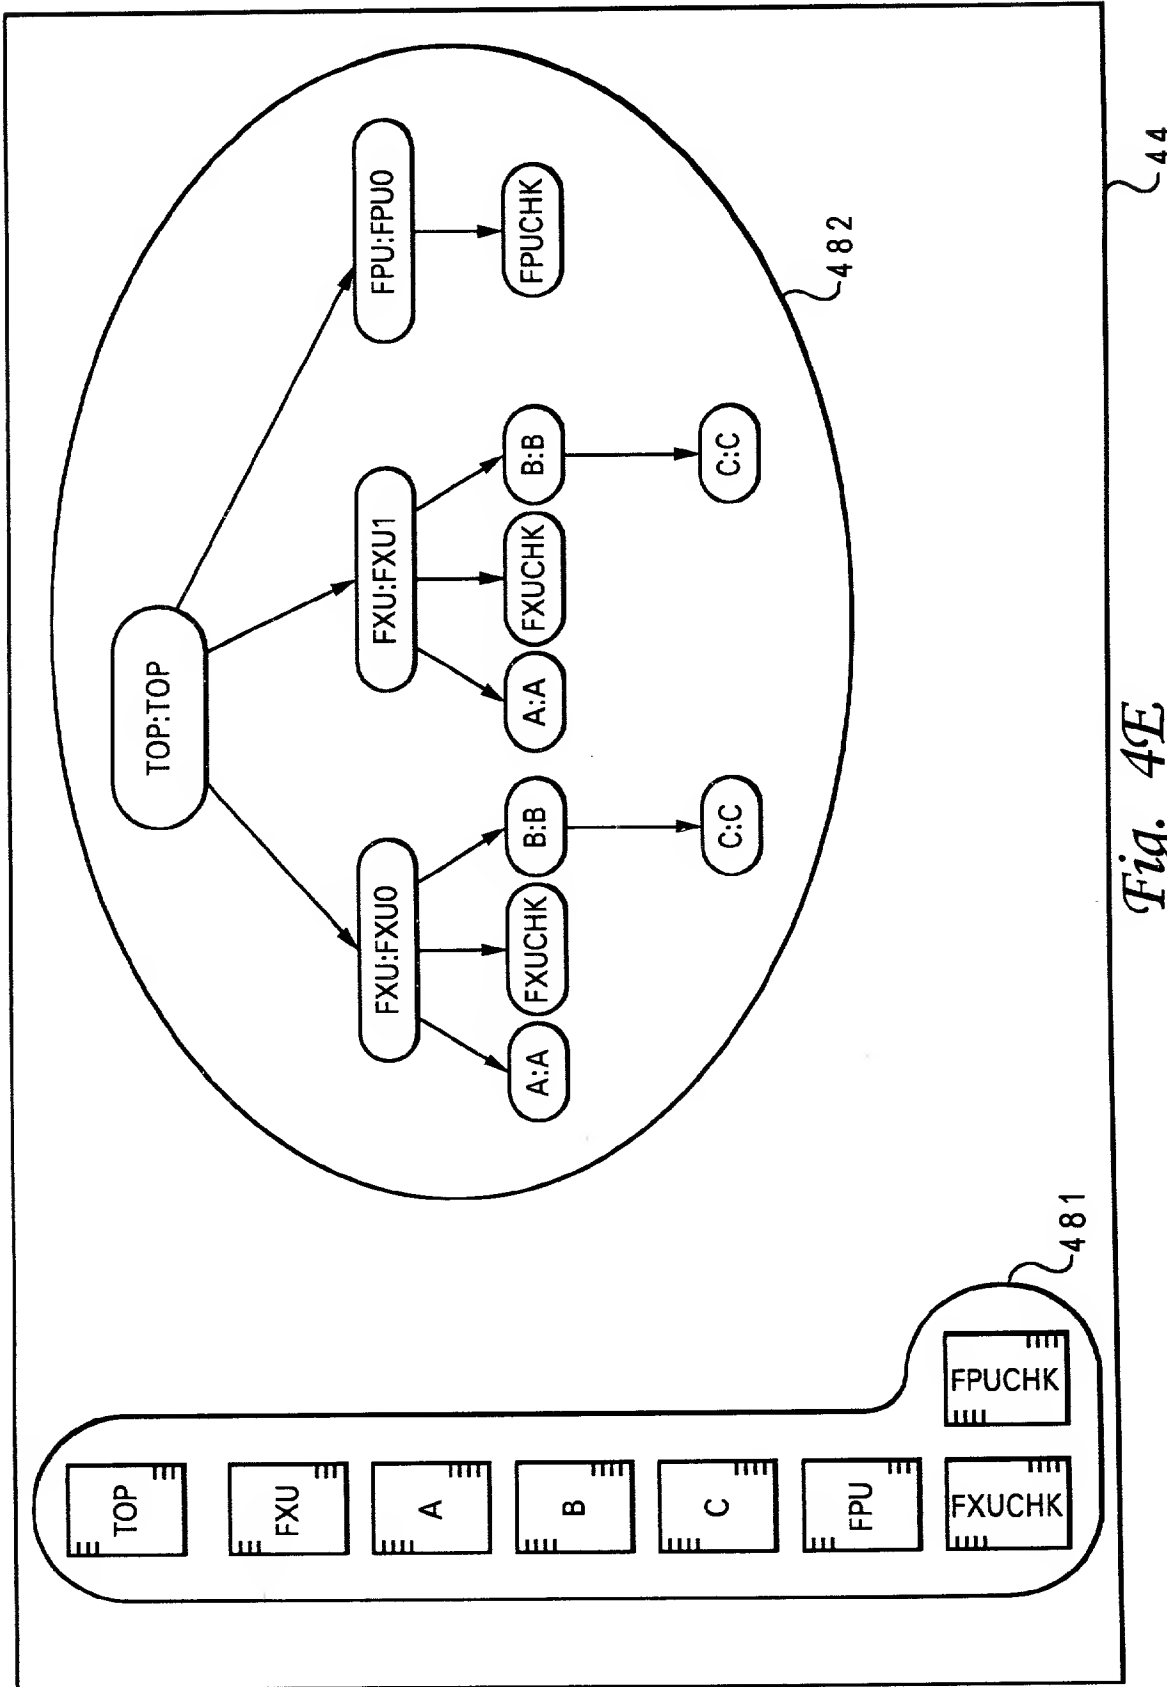 TOP
FXU
A
B
C
FPU
FXUCHK
FPUCHK
481
TOP:TOP
FXU:FXU0
FXU:FXU1
FPU:FPU0
A:A
FXUCHK
B:B
A:A
FXUCHK
B:B
FPUCHK
C:C
C:C
482
44
Fig. 4E